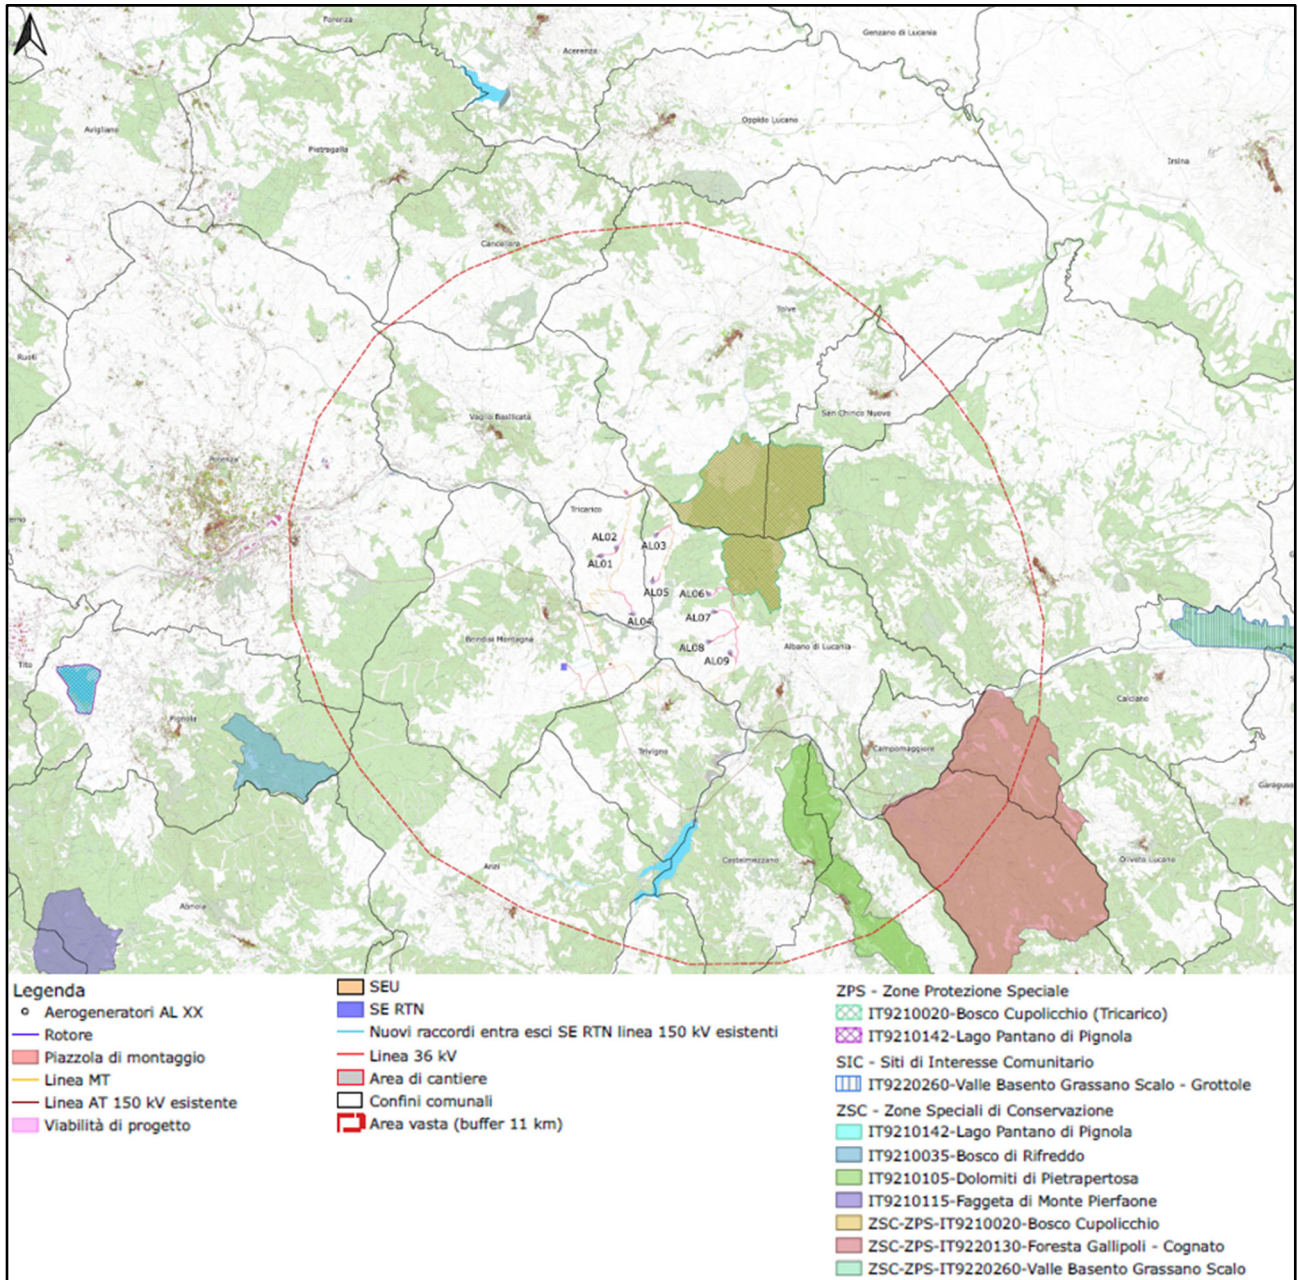 Forenza
Genzano di Lucania
Acerenza
Avigliano
Oppido Lucano
Pietragalla
Irsina
Cancellara
Tolve
Ruoti
Vaglio Basilicata
San Chirico Nuovo
Potenza
Tricarico
AL02
AL03
AL01
AL05
AL06
AL07
AL04
Brindisi Montagna
AL08
Albano di Lucania
AL09
Tito
Calciano
Pignola
Trivigno
Campomaggiore
Garaguso
Anzi
Castelmezzano
Oliveto Lucano
Abriola
Legenda
Aerogeneratori AL XX
Rotore
Piazzola di montaggio
Linea MT
Linea AT 150 kV esistente
Viabilità di progetto
SEU
SE RTN
Nuovi raccordi entra esci SE RTN linea 150 kV esistenti
Linea 36 kV
Area di cantiere
Confini comunali
Area vasta (buffer 11 km)
ZPS - Zone Protezione Speciale
IT9210020-Bosco Cupolicchio (Tricarico)
IT9210142-Lago Pantano di Pignola
SIC - Siti di Interesse Comunitario
IT9220260-Valle Basento Grassano Scalo - Grottole
ZSC - Zone Speciali di Conservazione
IT9210142-Lago Pantano di Pignola
IT9210035-Bosco di Rifreddo
IT9210105-Dolomiti di Pietrapertosa
IT9210115-Faggeta di Monte Pierfaone
ZSC-ZPS-IT9210020-Bosco Cupolicchio
ZSC-ZPS-IT9220130-Foresta Gallipoli - Cognato
ZSC-ZPS-IT9220260-Valle Basento Grassano Scalo